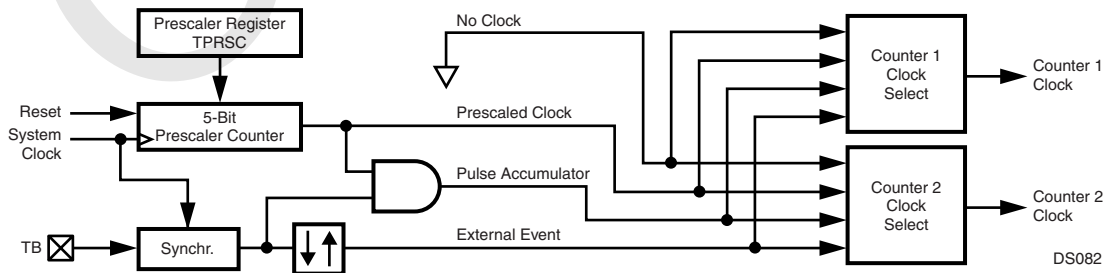 Prescaler Register
TPRSC
No Clock
Counter 1
Clock
Select
Counter 1
Clock
Reset
System
Clock
5-Bit
Prescaler Counter
Prescaled Clock
Pulse Accumulator
Counter 2
Clock
Select
Counter 2
Clock
TB
Synchr.
External Event
DS082